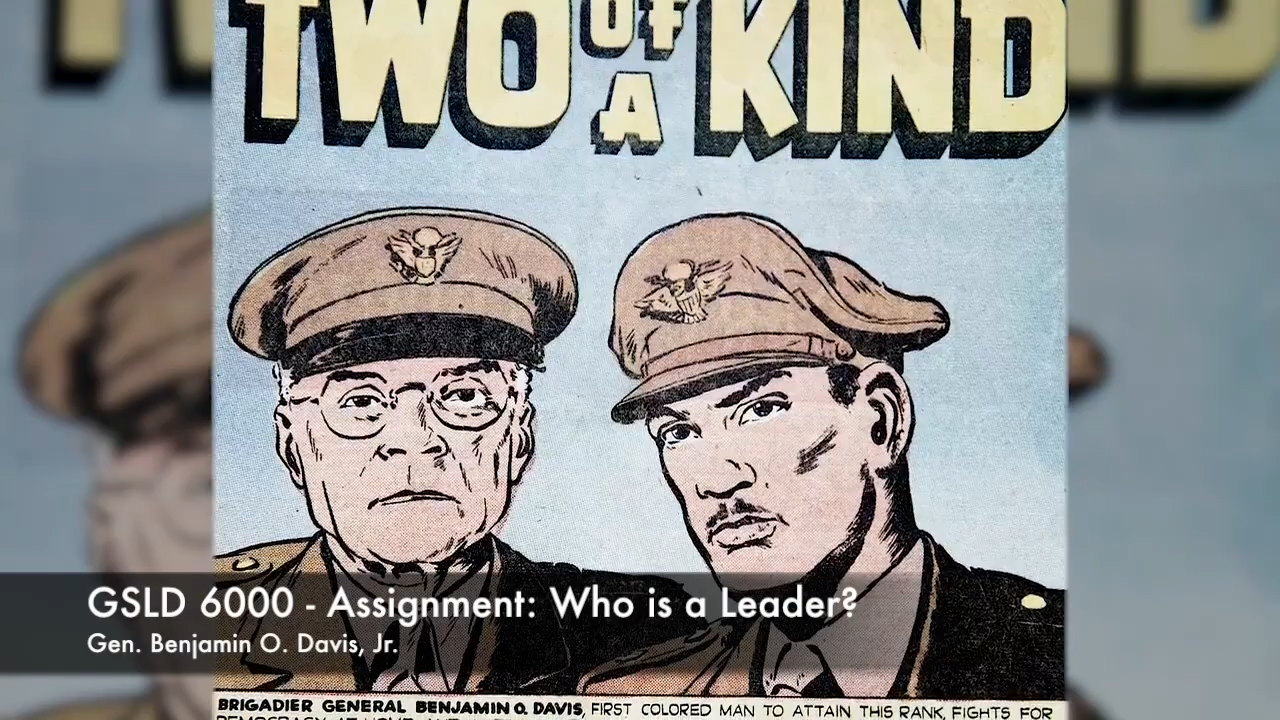 TWO OF A KIND
GSLD 6000 - Assignment: Who is a Leader?
Gen. Benjamin O. Davis, Jr.
BRIGADIER GENERAL BENJAMIN O. DAVIS, FIRST COLORED MAN TO ATTAIN THIS RANK, FIGHTS FOR